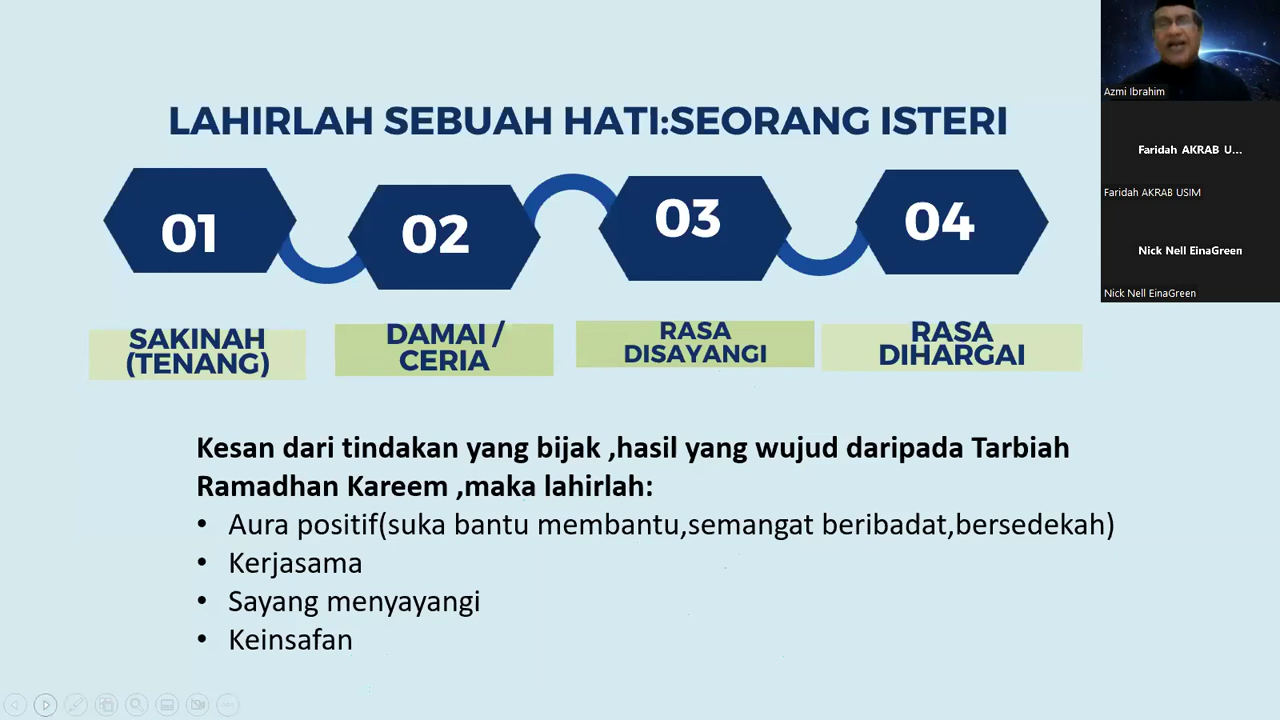 LAHIRLAH SEBUAH HATI:SEORANG ISTERI
01
02
03
04
SAKINAH
(TENANG)
DAMAI /
CERIA
RASA
DISAYANGI
RASA
DIHARGAI
Kesan dari tindakan yang bijak ,hasil yang wujud daripada Tarbiah
Ramadhan Kareem ,maka lahirlah:
• Aura positif(suka bantu membantu,semangat beribadat,bersedekah)
• Kerjasama
• Sayang menyayangi
• Keinsafan
Azmi Ibrahim
Faridah AKRAB U...
Faridah AKRAB USIM
Nick Nell EinaGreen
Nick Nell EinaGreen